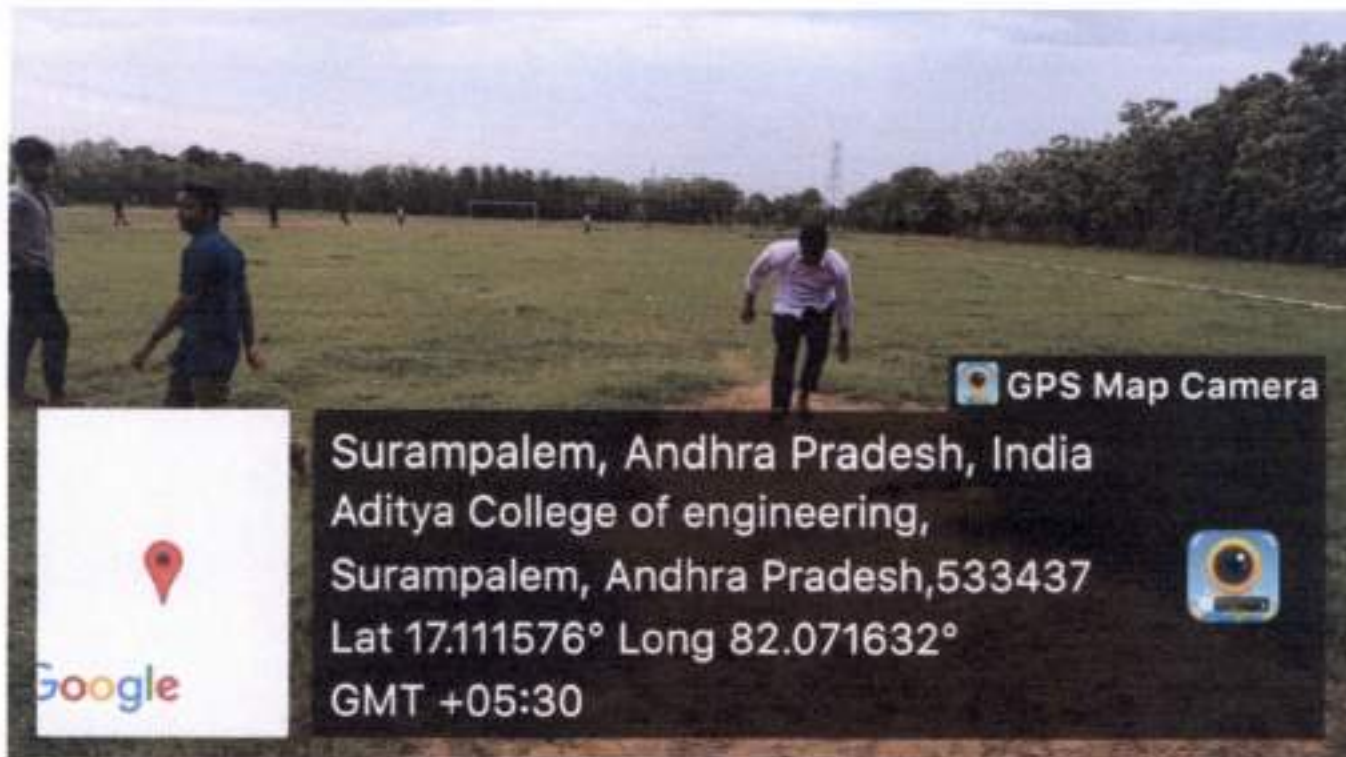 GPS Map Camera
Surampalem, Andhra Pradesh, India
Aditya College of engineering,
Surampalem, Andhra Pradesh,533437
Lat 17.111576° Long 82.071632°
GMT +05:30
Google